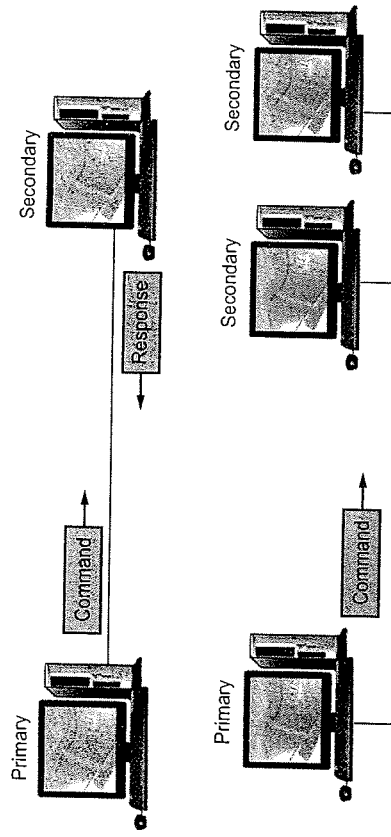 Primary
Secondary
Command
Response
Primary
Secondary
Secondary
Command